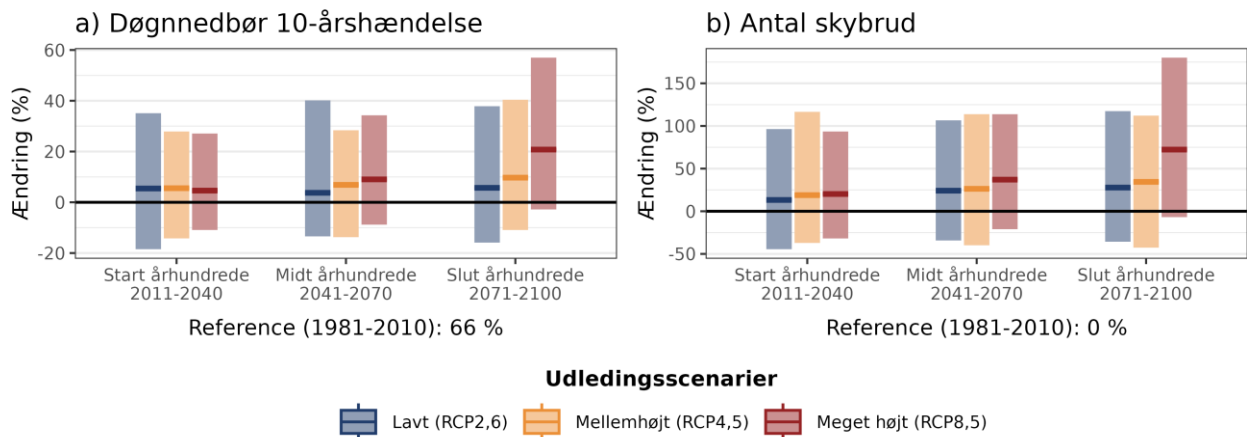 a) Døgnnedbør 10-årshændelse
Ændring (%)
60
40
20
0
-20
Start århundrede
2011-2040
Midt århundrede
2041-2070
Slut århundrede
2071-2100
Reference (1981-2010): 66 %
b) Antal skybrud
Ændring (%)
150
100
50
0
-50
Start århundrede
2011-2040
Midt århundrede
2041-2070
Slut århundrede
2071-2100
Reference (1981-2010): 0 %
Udledingsscenarier
Lavt (RCP2,6)
Mellemhøjt (RCP4,5)
Meget højt (RCP8,5)